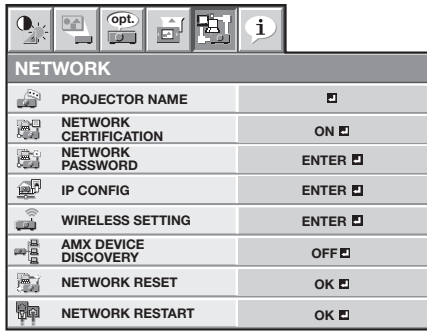 opt.
i
NETWORK
PROJECTOR NAME
NETWORK
CERTIFICATION
ON
NETWORK
PASSWORD
ENTER
IP CONFIG
ENTER
WIRELESS SETTING
ENTER
AMX DEVICE
DISCOVERY
OFF
NETWORK RESET
OK
NETWORK RESTART
OK